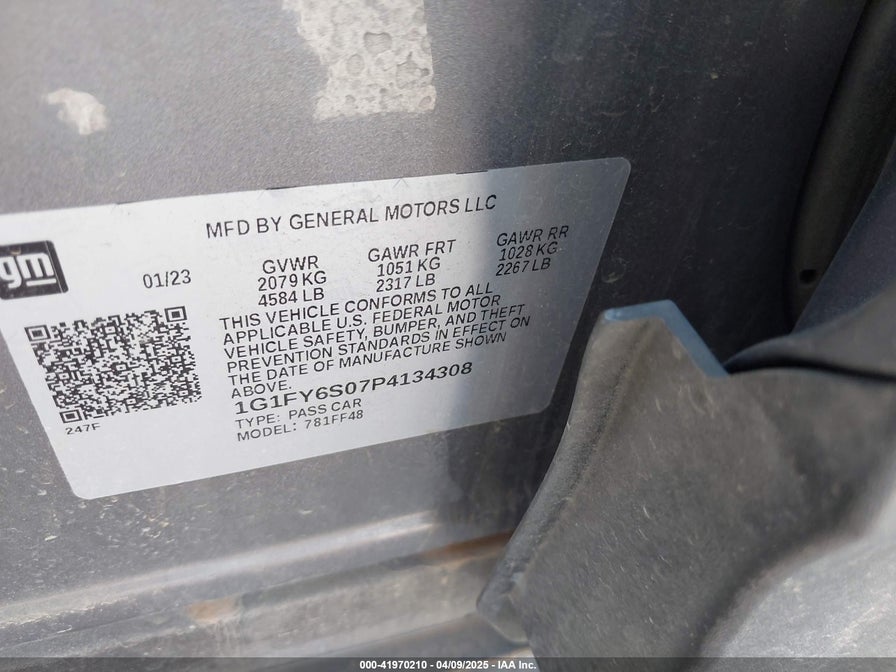 MFD BY GENERAL MOTORS LLC
gm
01/23
GVWR
2079 KG
4584 LB
GAWR FRT
1051 KG
2317 LB
GAWR RR
1028 KG
2267 LB
THIS VEHICLE CONFORMS TO ALL
APPLICABLE U.S. FEDERAL MOTOR
VEHICLE SAFETY, BUMPER, AND THEFT
PREVENTION STANDARDS IN EFFECT ON
THE DATE OF MANUFACTURE SHOWN
ABOVE.
1G1FY6S07P4134308
TYPE: PASS CAR
MODEL: 781FF48
247F
000-41970210 - 04/09/2025 - IAA Inc.